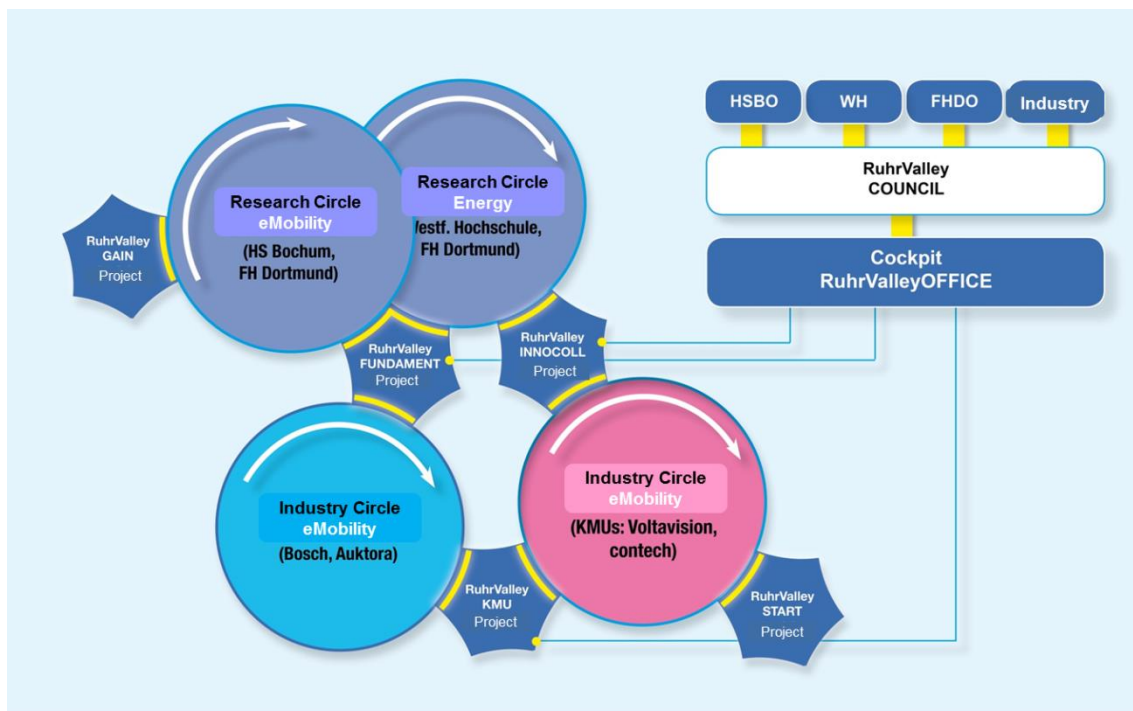 HSBO
WH
FHDO
Industry
RuhrValley
COUNCIL
Cockpit
RuhrValleyOFFICE
Research Circle
Energy
Westf. Hochschule,
FH Dortmund)
Research Circle
eMobility
(HS Bochum,
FH Dortmund)
RuhrValley
GAIN
Project
RuhrValley
FUNDAMENT
Project
RuhrValley
INNOCOLL
Project
Industry Circle
eMobility
(Bosch, Auktora)
Industry Circle
eMobility
(KMUs: Voltavision,
contech)
RuhrValley
KMU
Project
RuhrValley
START
Project